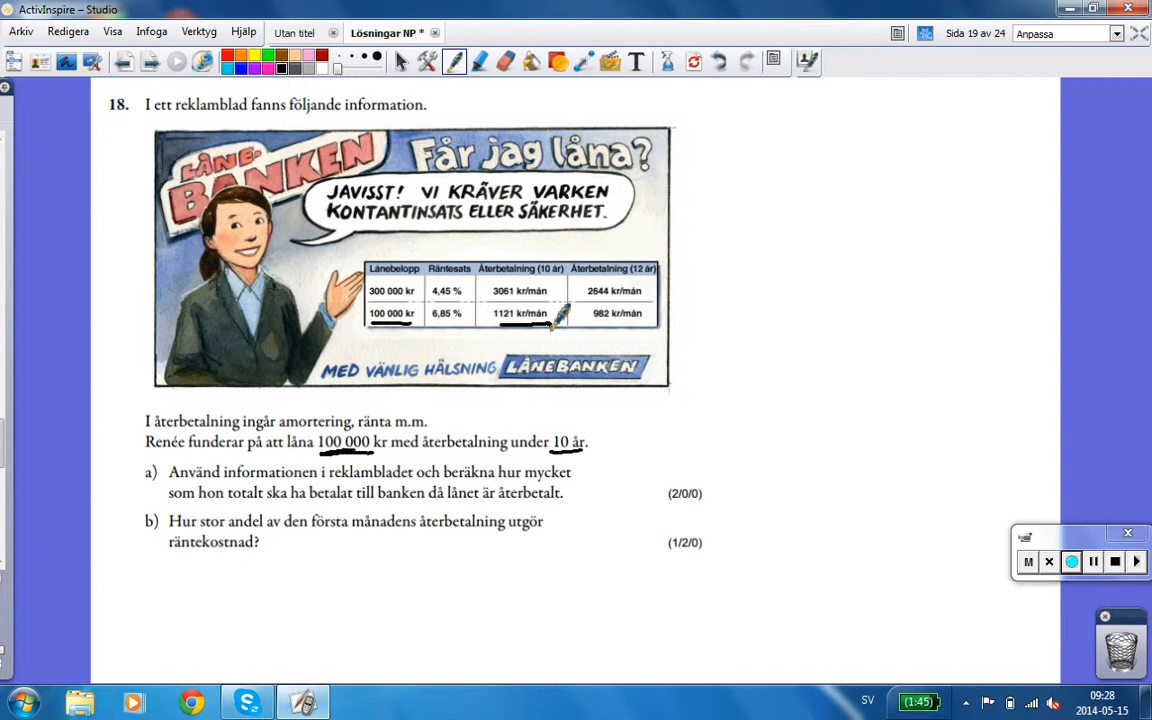 ActivInspire – Studio
Arkiv Redigera Visa Infoga Verktyg Hjälp Utan titel Lösningar NP * Sida 19 av 24 Anpassa
18. I ett reklamblad fanns följande information.
LÅNE-
BANKEN
Får jag låna?
JAVISST! VI KRÄVER VARKEN
KONTANTINSATS ELLER SÄKERHET.
Lånebelopp Räntesats Återbetalning (10 år) Återbetalning (12 år)
300 000 kr 4,45 % 3061 kr/mån 2644 kr/mån
100 000 kr 6,85 % 1121 kr/mån 982 kr/mån
MED VÄNLIG HÄLSNING LÅNEBANKEN
I återbetalning ingår amortering, ränta m.m.
Renée funderar på att låna 100 000 kr med återbetalning under 10 år.
a) Använd informationen i reklambladet och beräkna hur mycket
som hon totalt ska ha betalat till banken då lånet är återbetalt. (2/0/0)
b) Hur stor andel av den första månadens återbetalning utgör
räntekostnad? (1/2/0)
M
SV (1:45) 09:28
2014-05-15